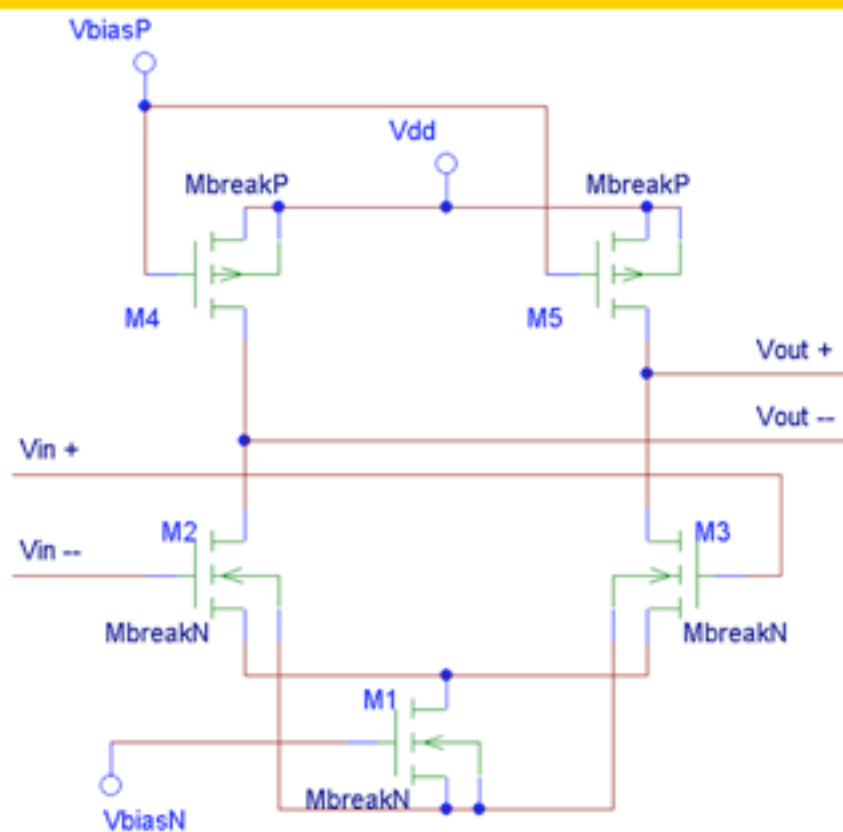 VbiasP
Vdd
MbreakP
MbreakP
M4
M5
Vout +
Vout --
Vin +
M2
M3
Vin --
MbreakN
MbreakN
M1
MbreakN
VbiasN